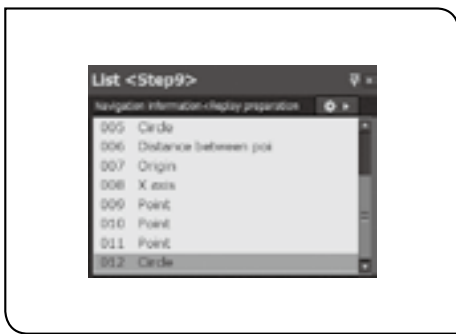 List <Step9>
Navigation information<Replay preparation
005 Circle
006 Distance between poi
007 Origin
008 X axis
009 Point
010 Point
011 Point
012 Circle